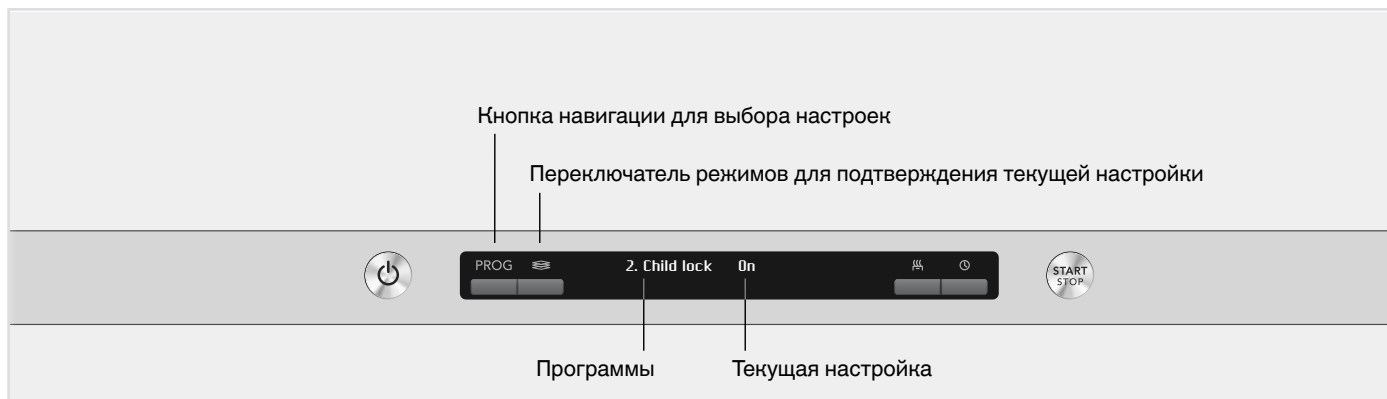 Кнопка навигации для выбора настроек
Переключатель режимов для подтверждения текущей настройки
PROG 2. Child lock On
START
STOP
Программы
Текущая настройка